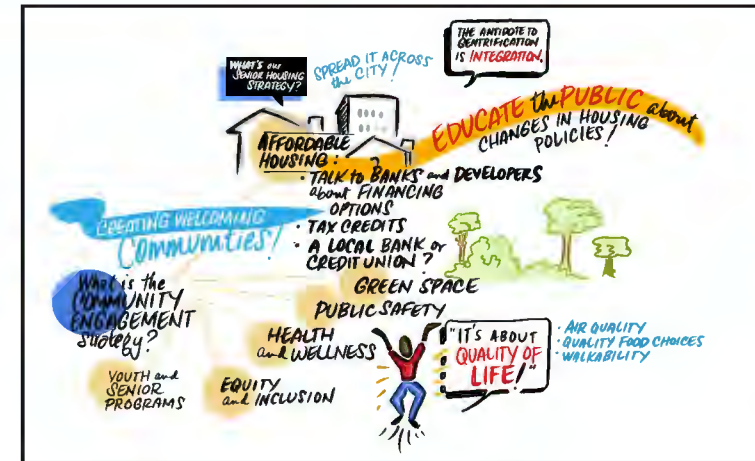 THE ANTIDOTE TO
GENTRIFICATION
IS INTEGRATION.
WHAT'S our
SENIOR HOUSING
STRATEGY?
SPREAD IT ACROSS
the CITY!
EDUCATE the PUBLIC about
CHANGES IN HOUSING
POLICIES!
AFFORDABLE
HOUSING:
• TALK to BANKS and DEVELOPERS
about FINANCING
OPTIONS
• TAX CREDITS
• A LOCAL BANK or
CREDIT UNION?
CREATING WELCOMING
Communities!
GREEN SPACE
PUBLIC SAFETY
HEALTH
and WELLNESS
EQUITY
and INCLUSION
YOUTH and
SENIOR
PROGRAMS
What is the
COMMUNITY
ENGAGEMENT
strategy?
"IT'S ABOUT
QUALITY OF
LIFE!"
• AIR QUALITY
• QUALITY FOOD CHOICES
• WALKABILITY